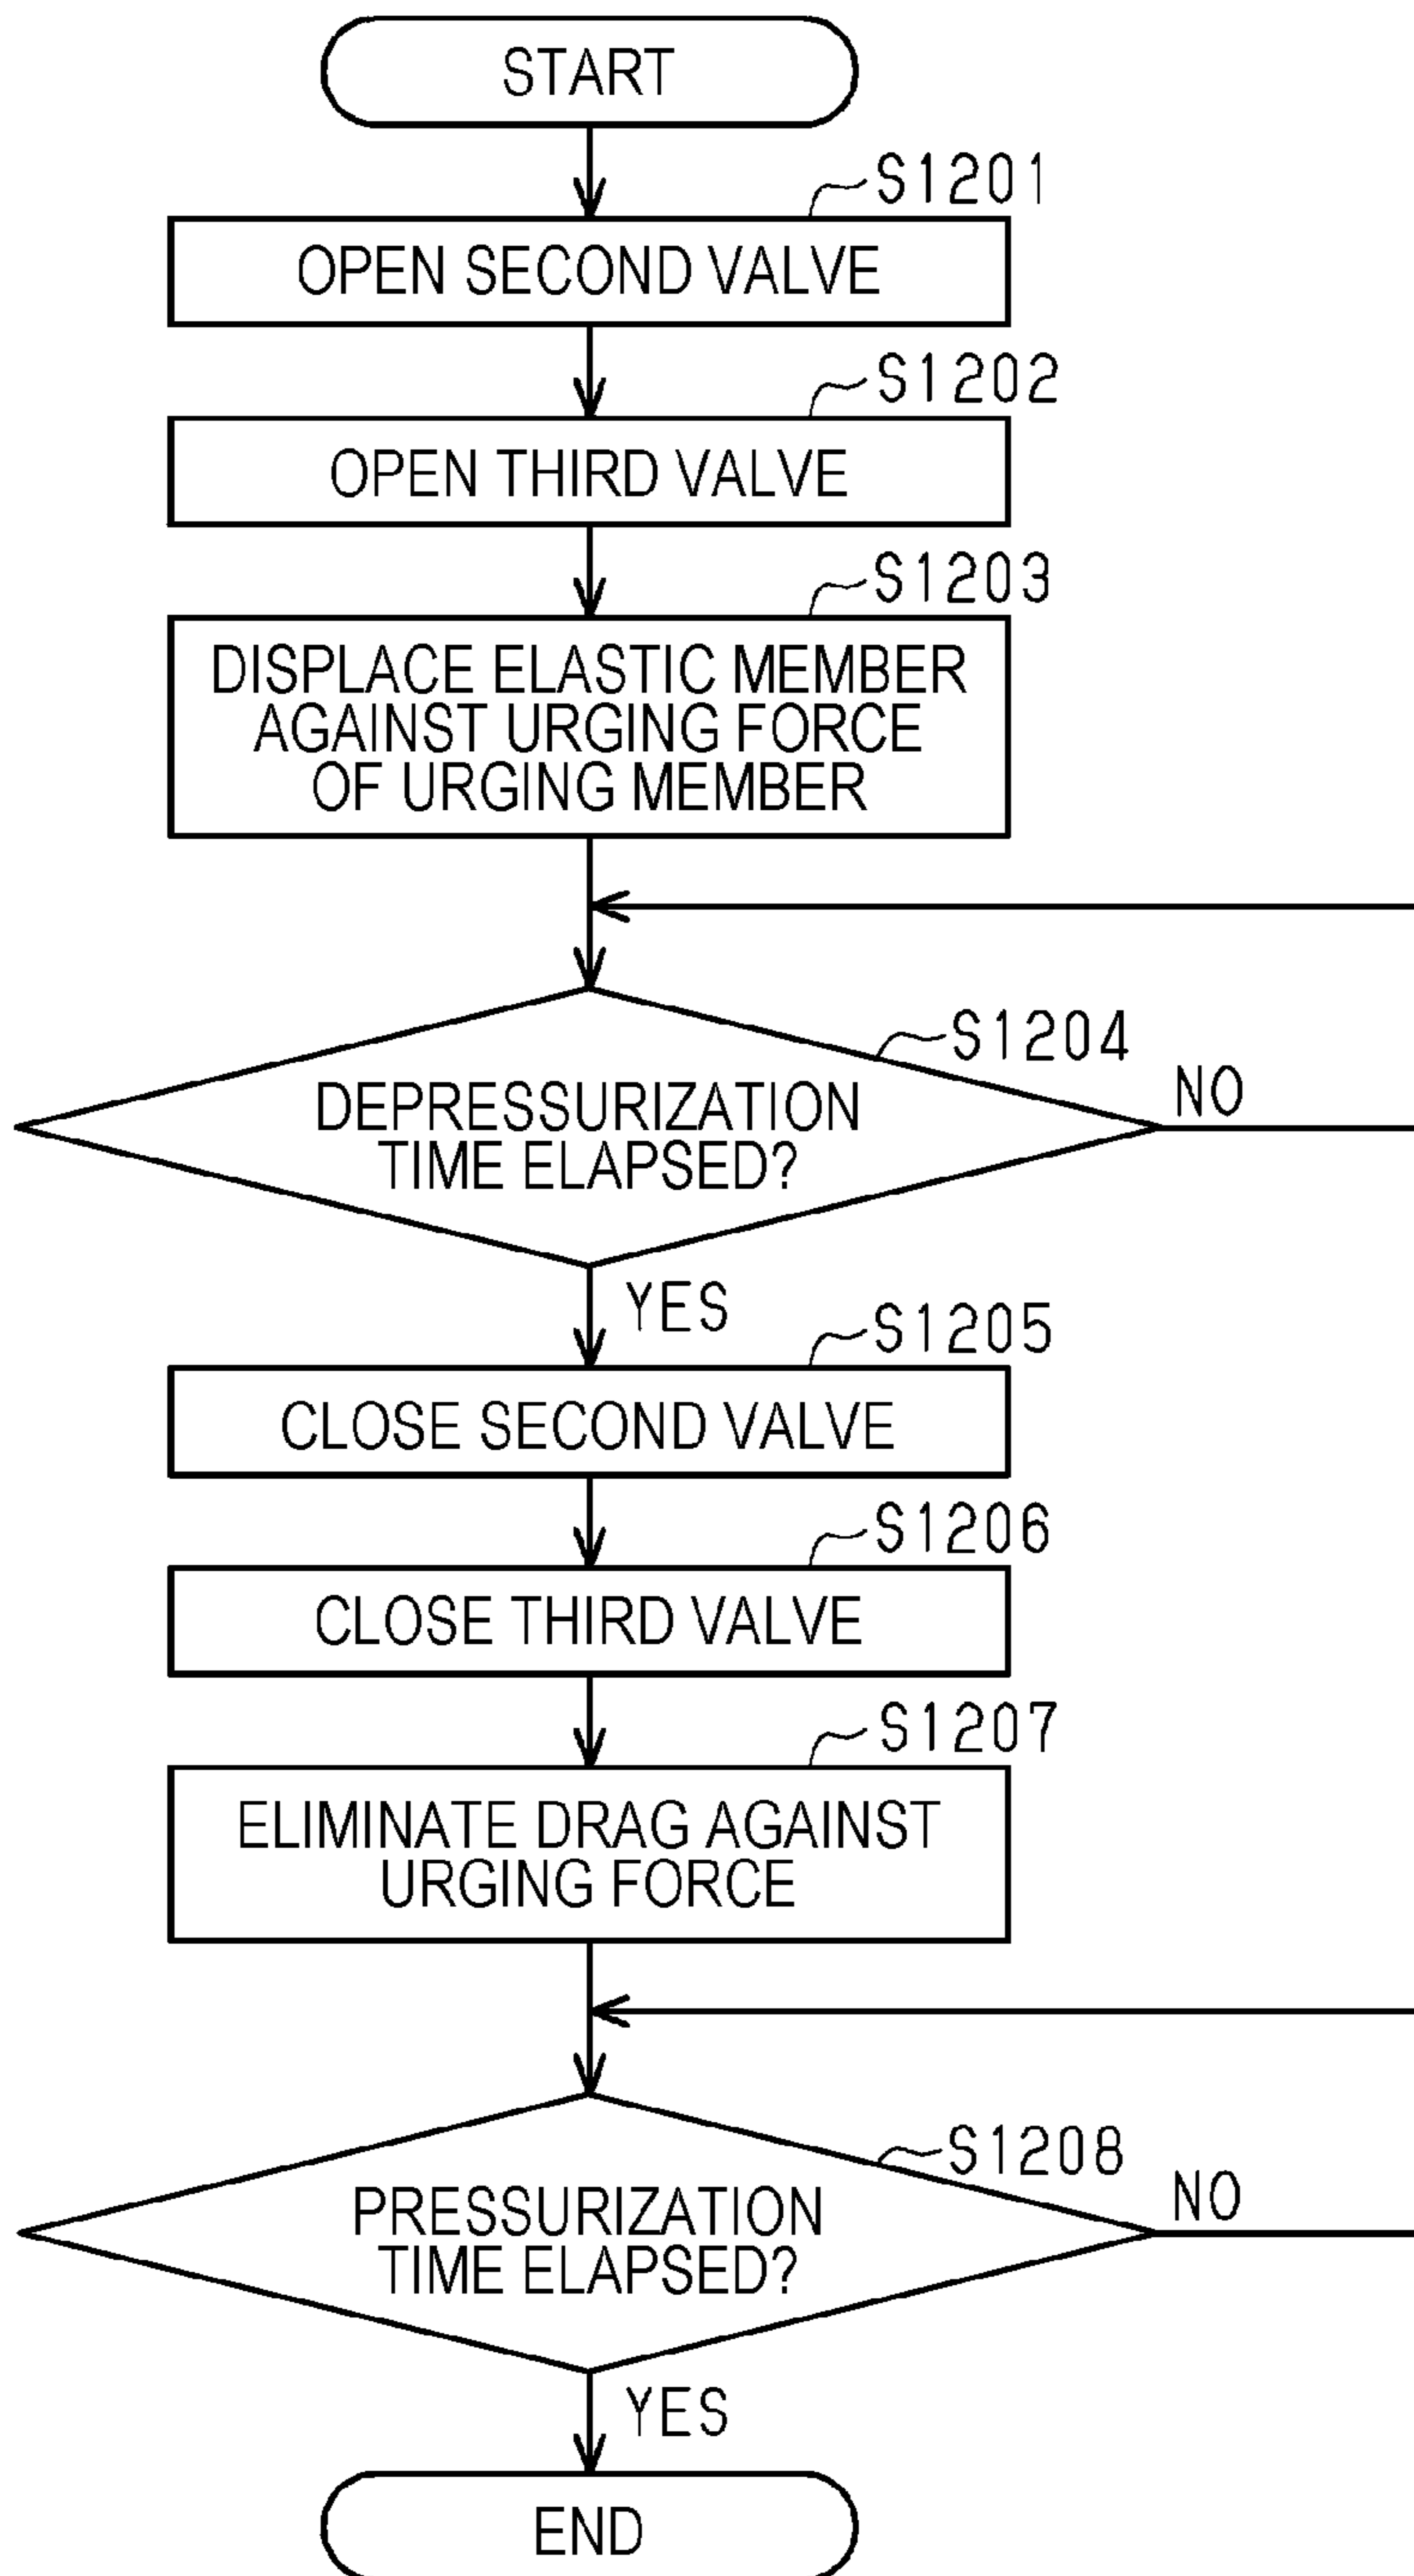 START
S1201
OPEN SECOND VALVE
S1202
OPEN THIRD VALVE
S1203
DISPLACE ELASTIC MEMBER
AGAINST URGING FORCE
OF URGING MEMBER
S1204
NO
DEPRESSURIZATION
TIME ELAPSED?
YES
S1205
CLOSE SECOND VALVE
S1206
CLOSE THIRD VALVE
S1207
ELIMINATE DRAG AGAINST
URGING FORCE
S1208
NO
PRESSURIZATION
TIME ELAPSED?
YES
END